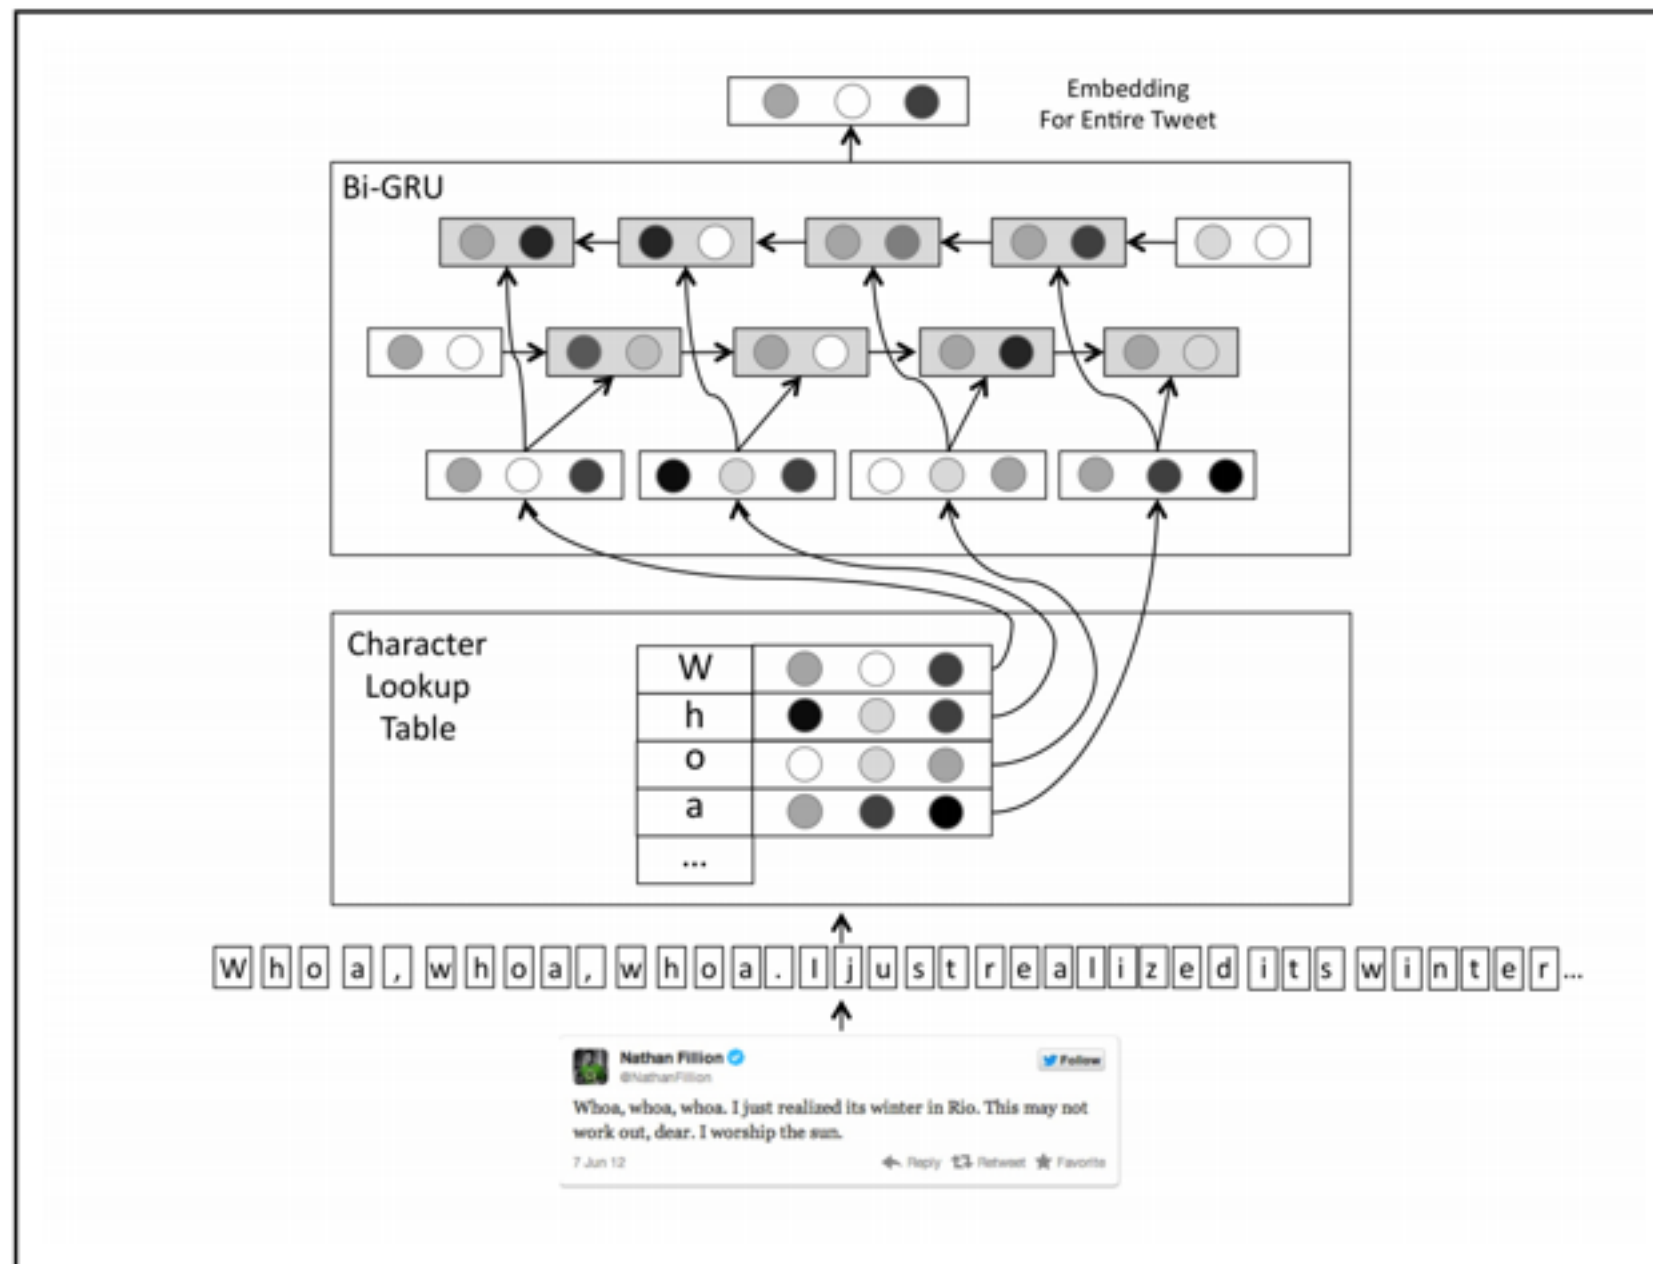 Embedding
For Entire Tweet
Bi-GRU
Character
Lookup
Table
W
h
o
a
...
W h o a , w h o a , w h o a . I j u s t r e a l i z e d i t s w i n t e r ...
Nathan Fillion
@NathanFillion
Follow
Whoa, whoa, whoa. I just realized its winter in Rio. This may not
work out, dear. I worship the sun.
7 Jun 12 Reply Retweet Favorite